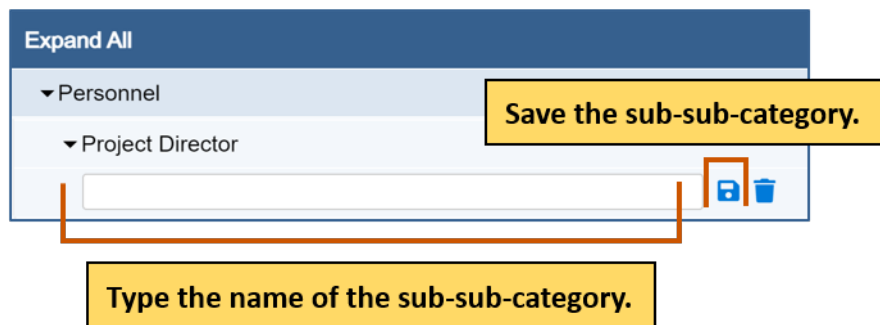 Expand All
Personnel
Save the sub-sub-category.
Project Director
Type the name of the sub-sub-category.